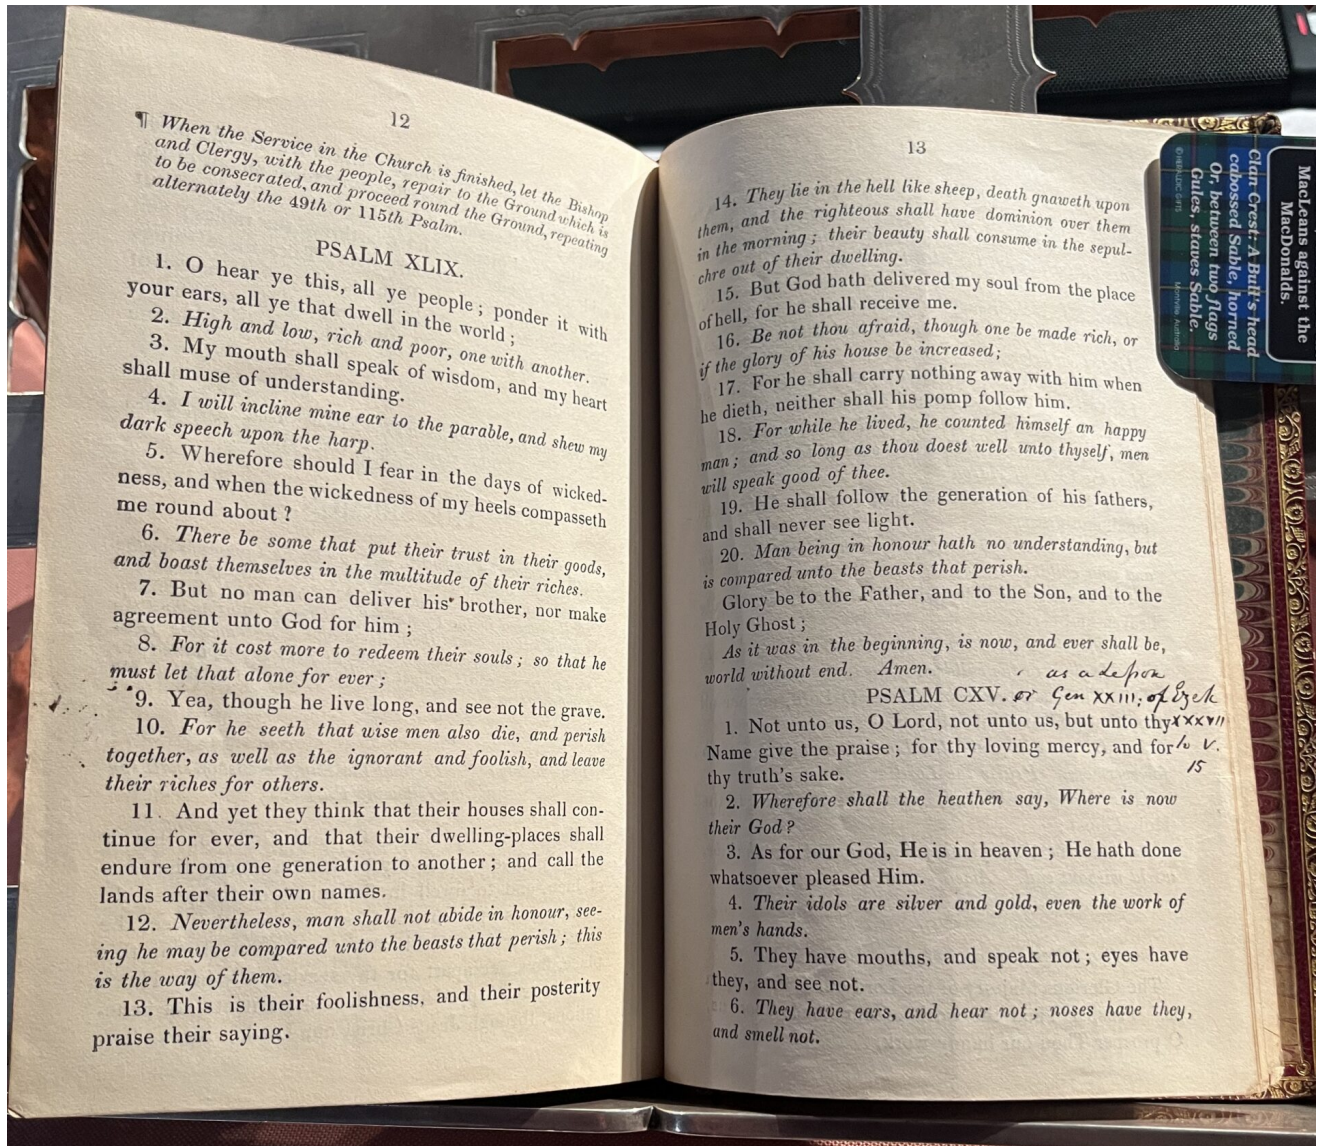 12
¶ When the Service in the Church is finished, let the Bishop
and Clergy, with the people, repair to the Ground which is
to be consecrated, and proceed round the Ground, repeating
alternately the 49th or 115th Psalm.
PSALM XLIX.
1. O hear ye this, all ye people; ponder it with
your ears, all ye that dwell in the world;
2. High and low, rich and poor, one with another.
3. My mouth shall speak of wisdom, and my heart
shall muse of understanding.
4. I will incline mine ear to the parable, and shew my
dark speech upon the harp.
5. Wherefore should I fear in the days of wicked-
ness, and when the wickedness of my heels compasseth
me round about?
6. There be some that put their trust in their goods,
and boast themselves in the multitude of their riches.
7. But no man can deliver his brother, nor make
agreement unto God for him;
8. For it cost more to redeem their souls; so that he
must let that alone for ever;
9. Yea, though he live long, and see not the grave.
10. For he seeth that wise men also die, and perish
together, as well as the ignorant and foolish, and leave
their riches for others.
11. And yet they think that their houses shall con-
tinue for ever, and that their dwelling-places shall
endure from one generation to another; and call the
lands after their own names.
12. Nevertheless, man shall not abide in honour, see-
ing he may be compared unto the beasts that perish; this
is the way of them.
13. This is their foolishness, and their posterity
praise their saying.
13
14. They lie in the hell like sheep, death gnaweth upon
them, and the righteous shall have dominion over them
in the morning; their beauty shall consume in the sepul-
chre out of their dwelling.
15. But God hath delivered my soul from the place
of hell, for he shall receive me.
16. Be not thou afraid, though one be made rich, or
if the glory of his house be increased;
17. For he shall carry nothing away with him when
he dieth, neither shall his pomp follow him.
18. For while he lived, he counted himself an happy
man; and so long as thou doest well unto thyself, men
will speak good of thee.
19. He shall follow the generation of his fathers,
and shall never see light.
20. Man being in honour hath no understanding, but
is compared unto the beasts that perish.
Glory be to the Father, and to the Son, and to the
Holy Ghost;
As it was in the beginning, is now, and ever shall be,
world without end. Amen.
as a Lesson
PSALM CXV. or Gen XXIII; of Ezek
1. Not unto us, O Lord, not unto us, but unto thy XXXVII
Name give the praise; for thy loving mercy, and for to v.
thy truth's sake. 15
2. Wherefore shall the heathen say, Where is now
their God?
3. As for our God, He is in heaven; He hath done
whatsoever pleased Him.
4. Their idols are silver and gold, even the work of
men's hands.
5. They have mouths, and speak not; eyes have
they, and see not.
6. They have ears, and hear not; noses have they,
and smell not.
MacLeans against the
MacDonalds.
Clan Crest: A Bull's head
cabossed Sable, horned
Or, between two flags
Gules, staves Sable.
© HERALDIC GIFTS Montville Australia